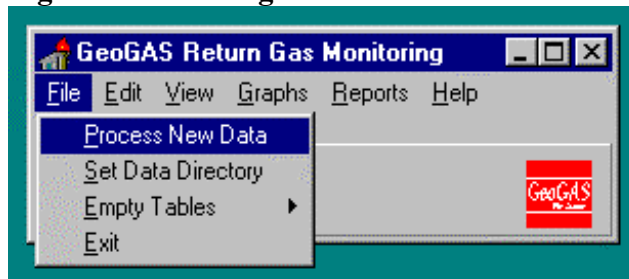 GeoGAS Return Gas Monitoring
File Edit View Graphs Reports Help
Process New Data
Set Data Directory
Empty Tables
Exit
GeoGAS